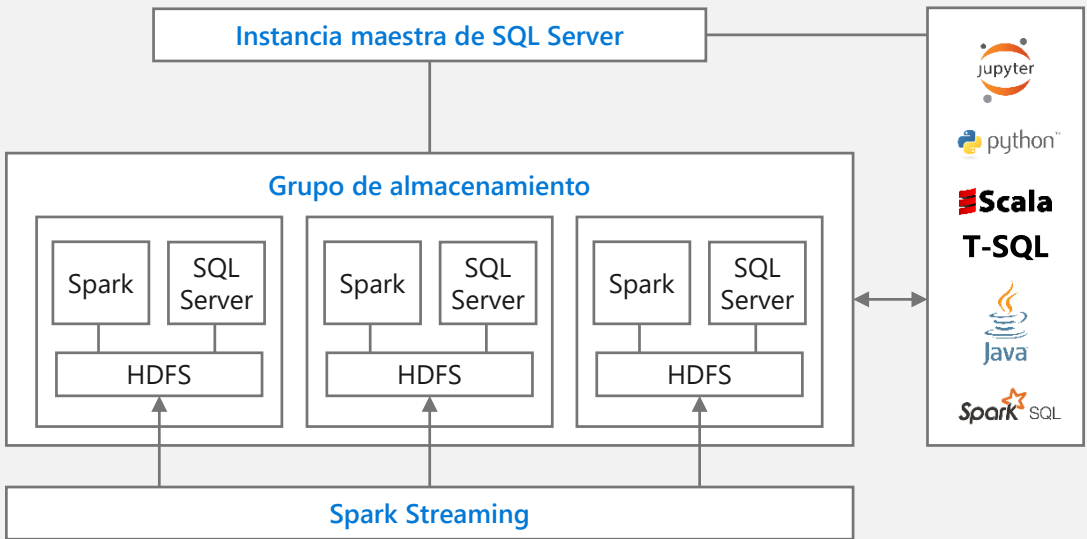 Instancia maestra de SQL Server
Grupo de almacenamiento
Spark
SQL
Server
HDFS
Spark
SQL
Server
HDFS
Spark
SQL
Server
HDFS
Spark Streaming
jupyter
python™
Scala
T-SQL
Java
Spark SQL